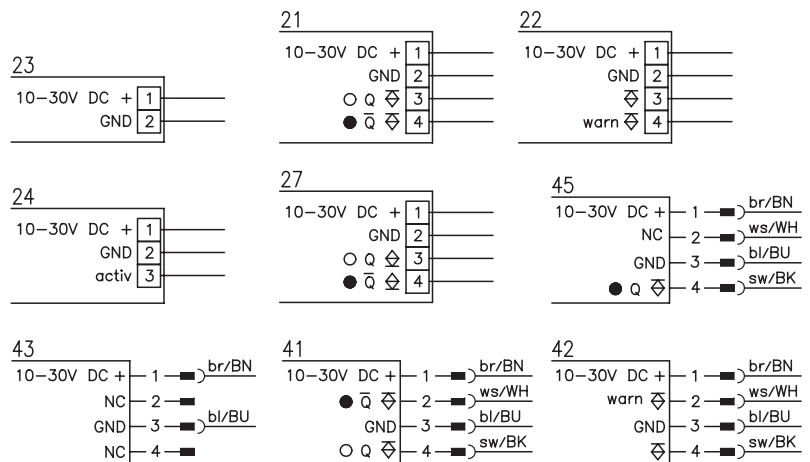 23
10–30V DC + 1
GND 2
21
10–30V DC + 1
GND 2
Q 3
Q̅ 4
22
10–30V DC + 1
GND 2
3
warn 4
24
10–30V DC + 1
GND 2
activ 3
27
10–30V DC + 1
GND 2
Q 3
Q̅ 4
45
10–30V DC + 1 br/BN
NC 2 ws/WH
GND 3 bl/BU
Q 4 sw/BK
43
10–30V DC + 1 br/BN
NC 2
GND 3 bl/BU
NC 4
41
10–30V DC + 1 br/BN
Q̅ 2 ws/WH
GND 3 bl/BU
Q 4 sw/BK
42
10–30V DC + 1 br/BN
warn 2 ws/WH
GND 3 bl/BU
4 sw/BK